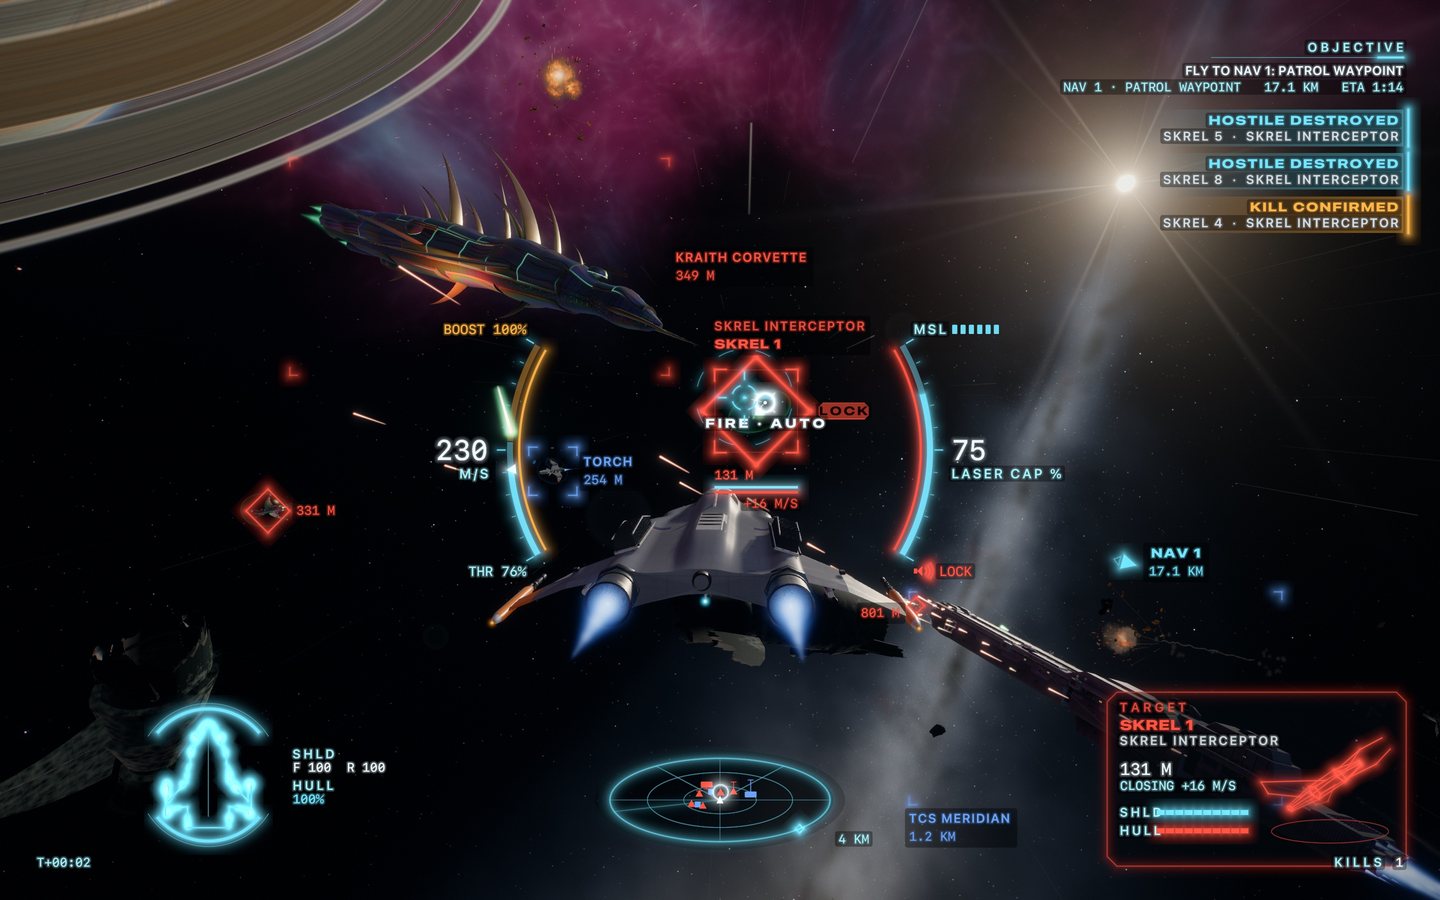 OBJECTIVE
FLY TO NAV 1: PATROL WAYPOINT
NAV 1 · PATROL WAYPOINT 17.1 KM ETA 1:14
HOSTILE DESTROYED
SKREL 5 · SKREL INTERCEPTOR
HOSTILE DESTROYED
SKREL 8 · SKREL INTERCEPTOR
KILL CONFIRMED
SKREL 4 · SKREL INTERCEPTOR
KRAITH CORVETTE
349 M
BOOST 100%
SKREL INTERCEPTOR
SKREL 1
MSL
LOCK
FIRE · AUTO
230
M/S
TORCH
254 M
131 M
+16 M/S
75
LASER CAP %
331 M
THR 76%
LOCK
801 M
NAV 1
17.1 KM
SHLD
F 100 R 100
HULL
100%
T+00:02
4 KM
TCS MERIDIAN
1.2 KM
TARGET
SKREL 1
SKREL INTERCEPTOR
131 M
CLOSING +16 M/S
SHLD
HULL
KILLS 1